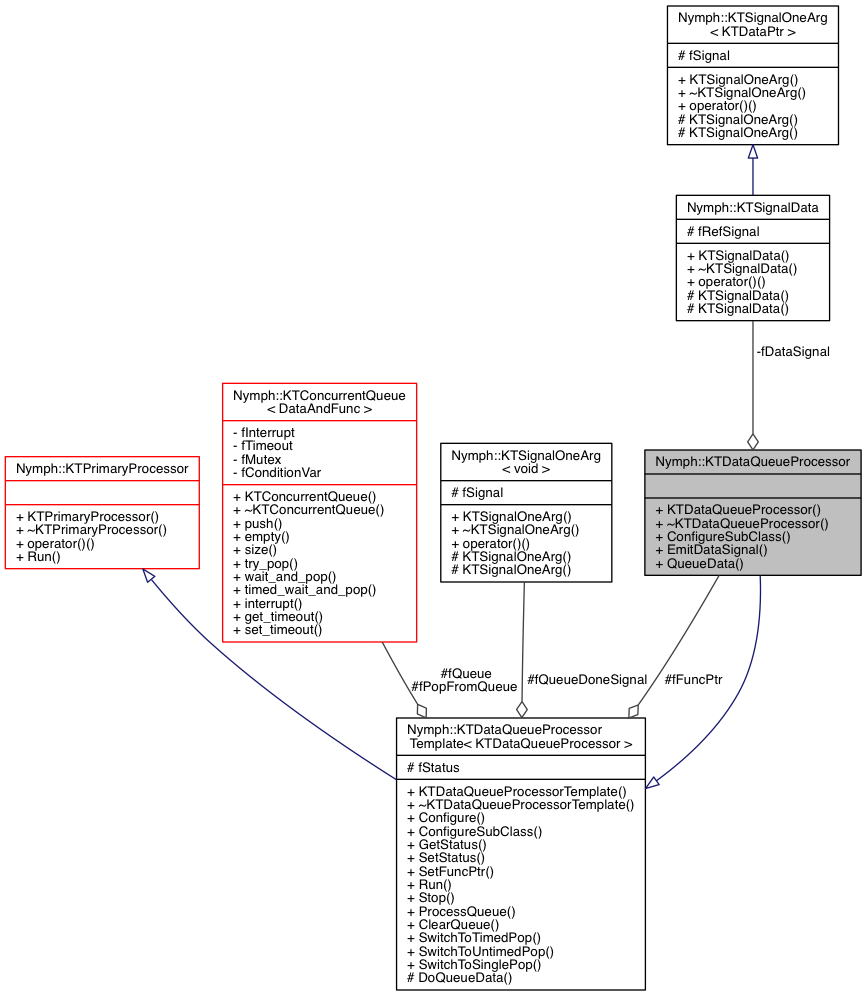 Nymph::KTSignalOneArg
< KTDataPtr >
# fSignal
+ KTSignalOneArg()
+ ~KTSignalOneArg()
+ operator()()
# KTSignalOneArg()
# KTSignalOneArg()
Nymph::KTSignalData
# fRefSignal
+ KTSignalData()
+ ~KTSignalData()
+ operator()()
# KTSignalData()
# KTSignalData()
-fDataSignal
Nymph::KTPrimaryProcessor
+ KTPrimaryProcessor()
+ ~KTPrimaryProcessor()
+ operator()()
+ Run()
Nymph::KTConcurrentQueue
< DataAndFunc >
- fInterrupt
- fTimeout
- fMutex
- fConditionVar
+ KTConcurrentQueue()
+ ~KTConcurrentQueue()
+ push()
+ empty()
+ size()
+ try_pop()
+ wait_and_pop()
+ timed_wait_and_pop()
+ interrupt()
+ get_timeout()
+ set_timeout()
Nymph::KTSignalOneArg
< void >
# fSignal
+ KTSignalOneArg()
+ ~KTSignalOneArg()
+ operator()()
# KTSignalOneArg()
# KTSignalOneArg()
Nymph::KTDataQueueProcessor
+ KTDataQueueProcessor()
+ ~KTDataQueueProcessor()
+ ConfigureSubClass()
+ EmitDataSignal()
+ QueueData()
#fQueue
#fPopFromQueue
#fQueueDoneSignal
#fFuncPtr
Nymph::KTDataQueueProcessor
Template< KTDataQueueProcessor >
# fStatus
+ KTDataQueueProcessorTemplate()
+ ~KTDataQueueProcessorTemplate()
+ Configure()
+ ConfigureSubClass()
+ GetStatus()
+ SetStatus()
+ SetFuncPtr()
+ Run()
+ Stop()
+ ProcessQueue()
+ ClearQueue()
+ SwitchToTimedPop()
+ SwitchToUntimedPop()
+ SwitchToSinglePop()
# DoQueueData()